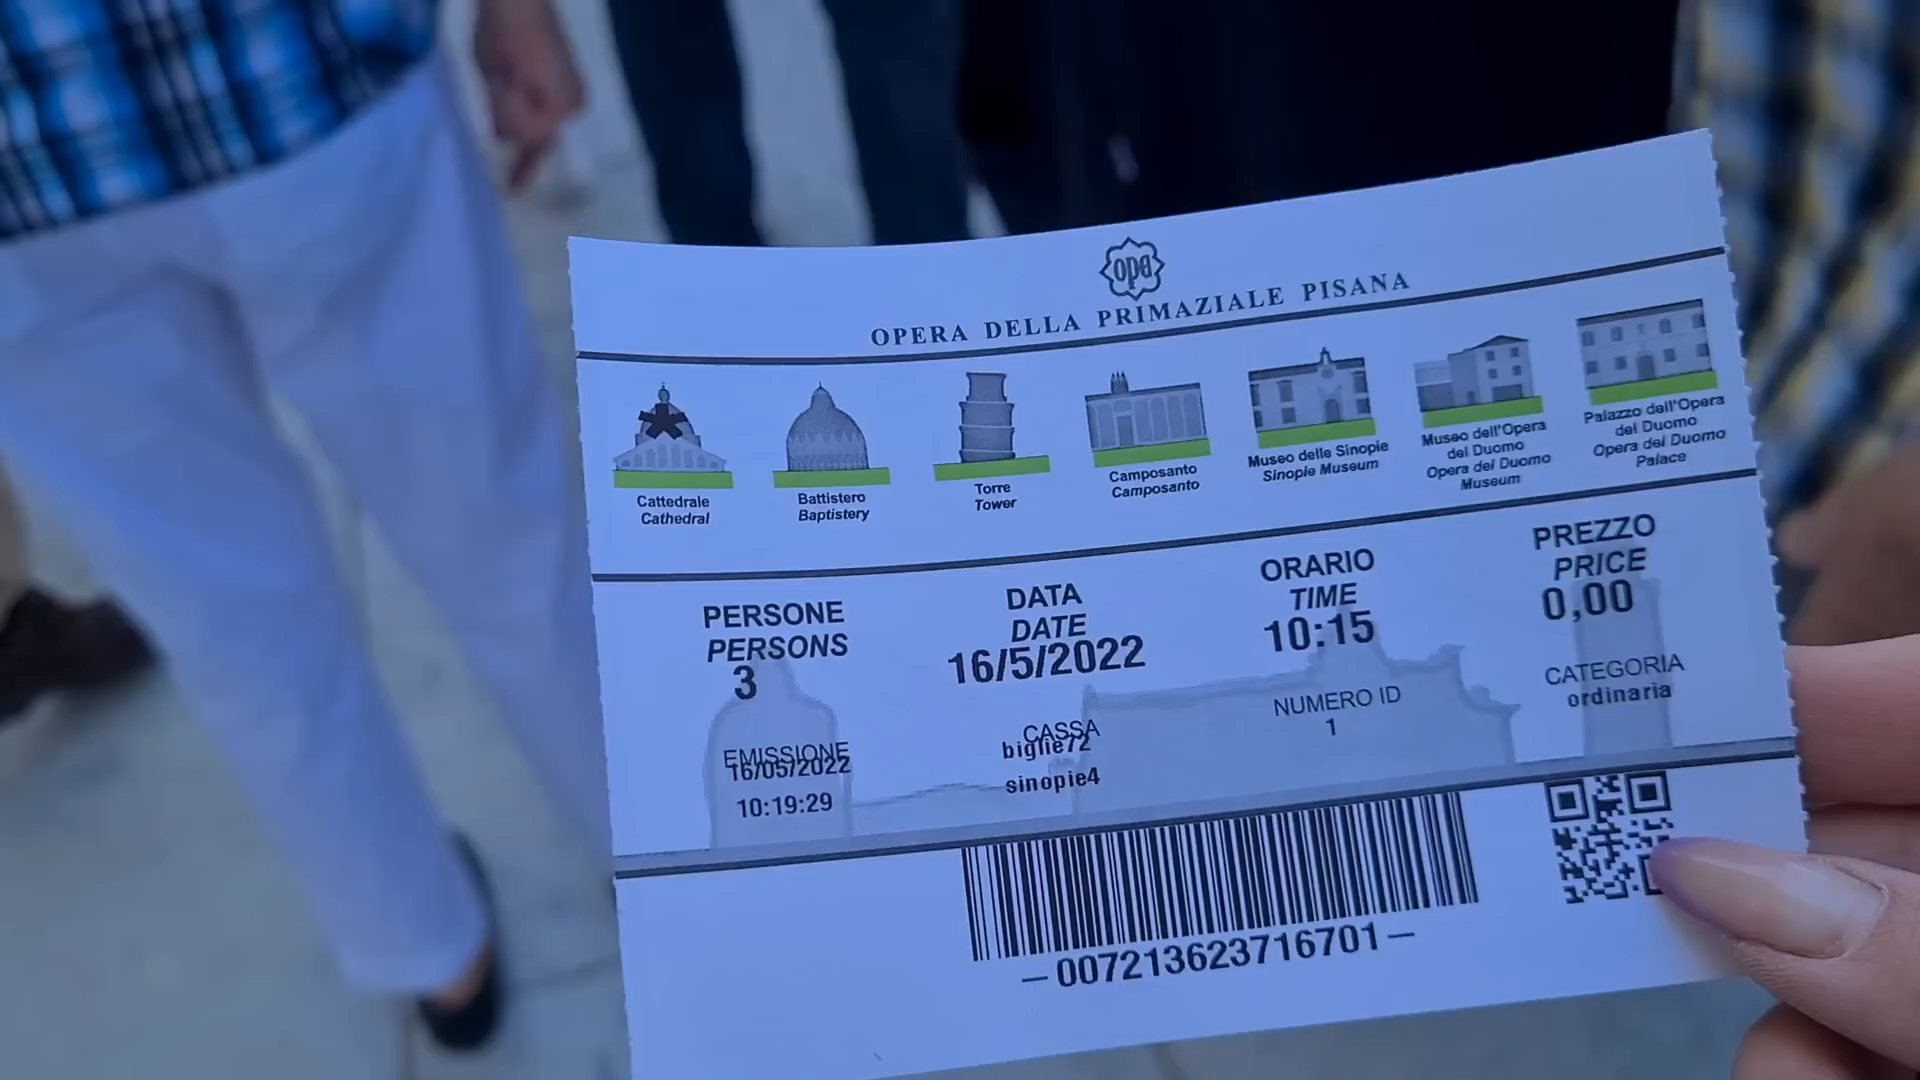 opa
OPERA DELLA PRIMAZIALE PISANA
Cattedrale
Cathedral
Battistero
Baptistery
Torre
Tower
Camposanto
Camposanto
Museo delle Sinopie
Sinopie Museum
Museo dell'Opera
del Duomo
Opera del Duomo
Museum
Palazzo dell'Opera
del Duomo
Opera del Duomo
Palace
PERSONE
PERSONS
3
DATA
DATE
16/5/2022
ORARIO
TIME
10:15
PREZZO
PRICE
0,00
EMISSIONE
16/05/2022
10:19:29
CASSA
biglie72
sinopie4
NUMERO ID
1
CATEGORIA
ordinaria
—007213623716701—